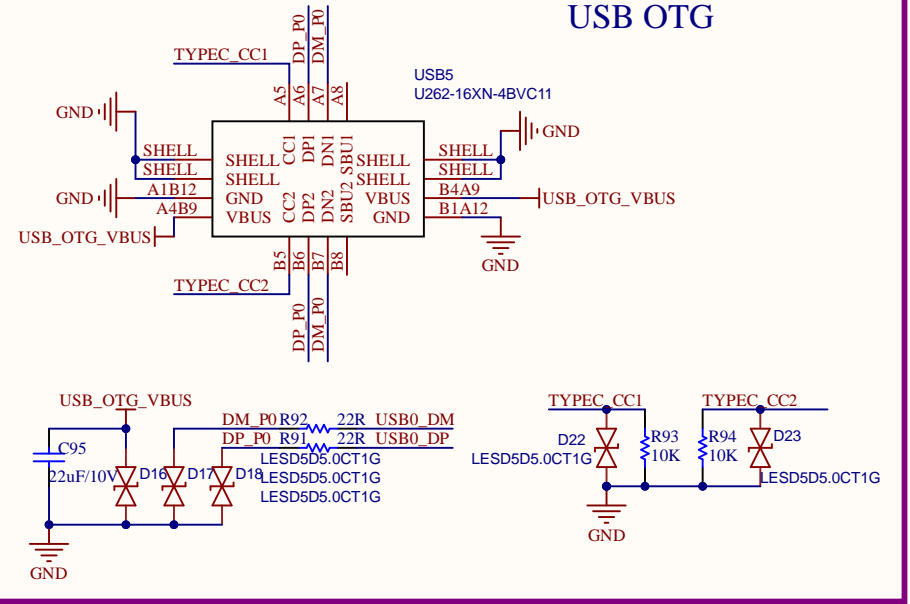 USB OTG
DP_P0
DM_P0
TYPEC_CC1
USB5
U262-16XN-4BVC11
A5
A6
A7
A8
GND
GND
SHELL
SHELL
SHELL
SHELL
CC1
DP1
DN1
SBU1
SHELL
SHELL
SHELL
SHELL
GND
A1B12
GND
VBUS
B4A9
USB_OTG_VBUS
A4B9
VBUS
GND
B1A12
CC2
DP2
DN2
SBU2
USB_OTG_VBUS
GND
B5
B6
B7
B8
TYPEC_CC2
DP_P0
DM_P0
USB_OTG_VBUS
DM_P0 R92 22R USB0_DM
DP_P0 R91 22R USB0_DP
C95
22uF/10V
D16
D17
D18
LESD5D5.0CT1G
LESD5D5.0CT1G
LESD5D5.0CT1G
GND
TYPEC_CC1
TYPEC_CC2
D22
LESD5D5.0CT1G
R93
10K
R94
10K
D23
LESD5D5.0CT1G
GND